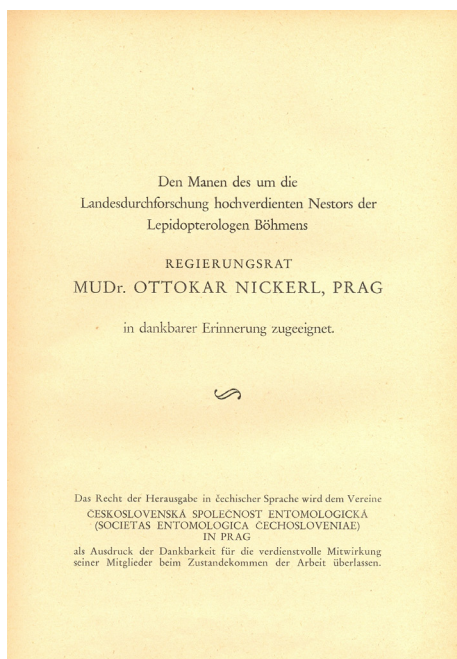 Den Manen des um die
Landesdurchforschung hochverdienten Nestors der
Lepidopterologen Böhmens
REGIERUNGSRAT
MUDr. OTTOKAR NICKERL, PRAG
in dankbarer Erinnerung zugeeignet.
Das Recht der Herausgabe in čechischer Sprache wird dem Vereine
ČESKOSLOVENSKÁ SPOLEČNOST ENTOMOLOGICKÁ
(SOCIETAS ENTOMOLOGICA ČECHOSLOVENIAE)
IN PRAG
als Ausdruck der Dankbarkeit für die verdienstvolle Mitwirkung
seiner Mitglieder beim Zustandekommen der Arbeit überlassen.